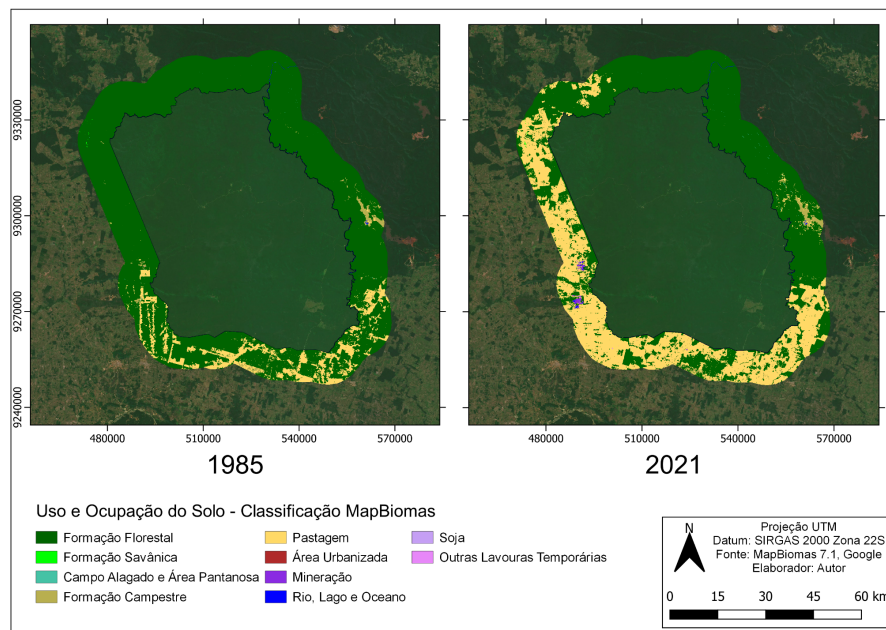 9330000
9300000
9270000
9240000
480000 510000 540000 570000
480000 510000 540000 570000
1985
2021
Uso e Ocupação do Solo - Classificação MapBiomas
Formação Florestal
Formação Savânica
Campo Alagado e Área Pantanosa
Formação Campestre
Pastagem
Área Urbanizada
Mineração
Rio, Lago e Oceano
Soja
Outras Lavouras Temporárias
N
Projeção UTM
Datum: SIRGAS 2000 Zona 22S
Fonte: MapBiomas 7.1, Google
Elaborador: Autor
0 15 30 45 60 km